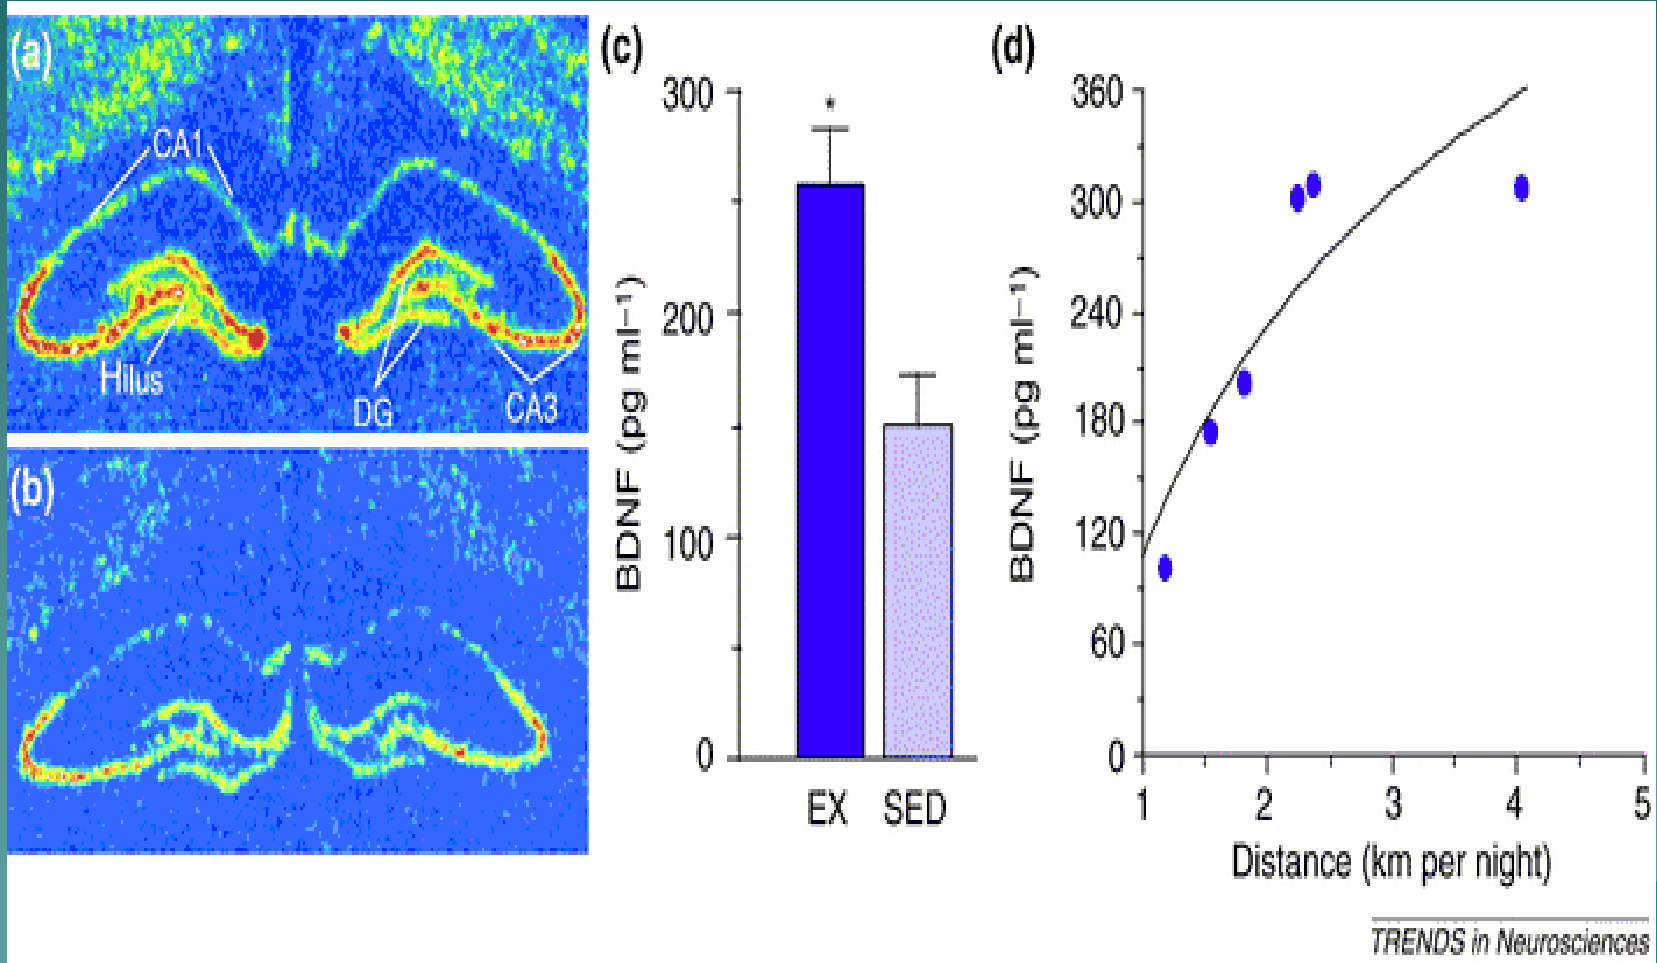 (a)
CA1
Hilus
DG
CA3
(b)
(c)
BDNF (pg ml⁻¹)
300
200
100
0
*
EX SED
(d)
BDNF (pg ml⁻¹)
360
300
240
180
120
60
0
1 2 3 4 5
Distance (km per night)
TRENDS in Neurosciences